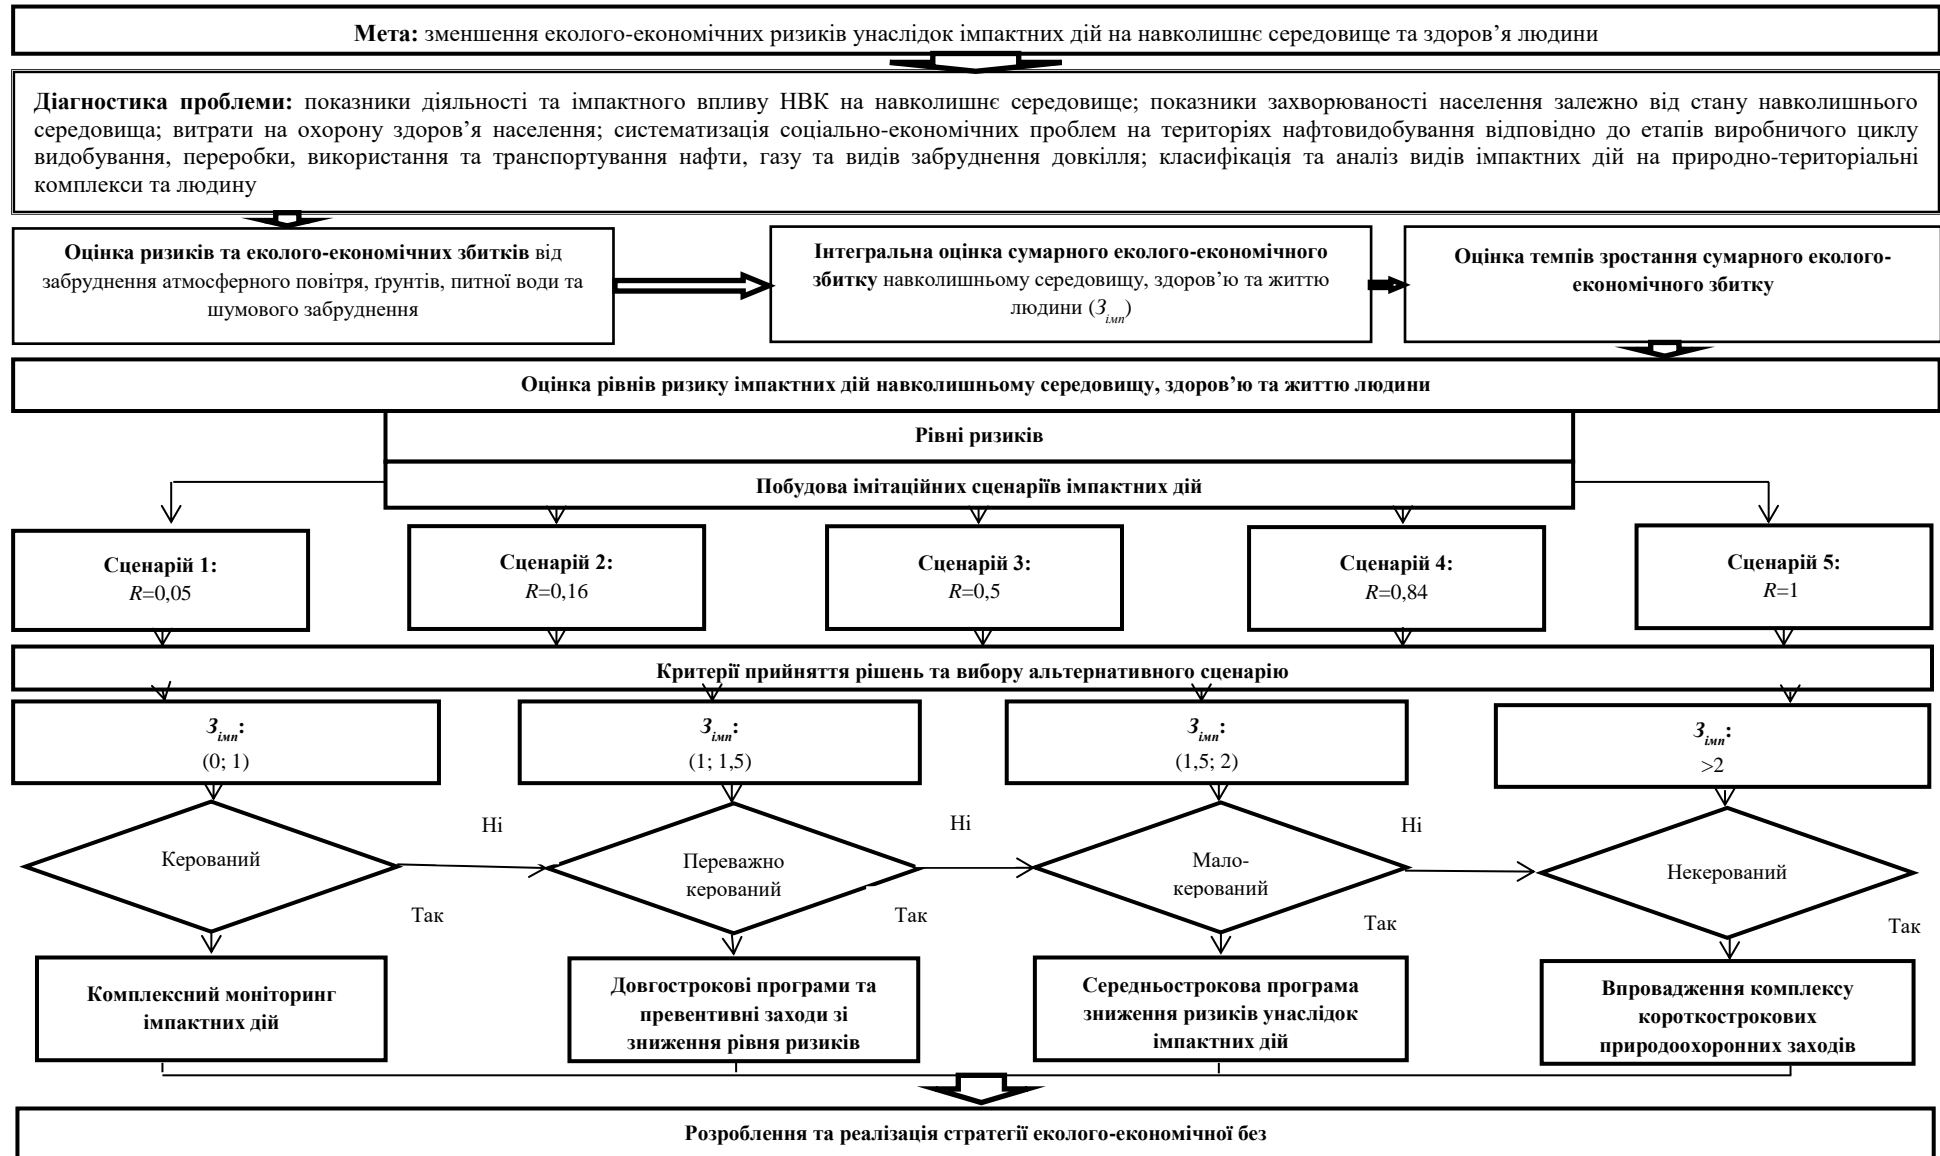 Мета: зменшення еколого-економічних ризиків унаслідок імпактних дій на навколишнє середовище та здоров’я людини
Діагностика проблеми: показники діяльності та імпактного впливу НВК на навколишнє середовище; показники захворюваності населення залежно від стану навколишнього
середовища; витрати на охорону здоров’я населення; систематизація соціально-економічних проблем на територіях нафтовидобування відповідно до етапів виробничого циклу
видобування, переробки, використання та транспортування нафти, газу та видів забруднення довкілля; класифікація та аналіз видів імпактних дій на природно-територіальні
комплекси та людину
Оцінка ризиків та еколого-економічних збитків від
забруднення атмосферного повітря, ґрунтів, питної води та
шумового забруднення
Інтегральна оцінка сумарного еколого-економічного
збитку навколишньому середовищу, здоров’ю та життю
людини (З_імп)
Оцінка темпів зростання сумарного еколого-
економічного збитку
Оцінка рівнів ризику імпактних дій навколишньому середовищу, здоров’ю та життю людини
Рівні ризиків
Побудова імітаційних сценаріїв імпактних дій
Сценарій 1:
R=0,05
Сценарій 2:
R=0,16
Сценарій 3:
R=0,5
Сценарій 4:
R=0,84
Сценарій 5:
R=1
Критерії прийняття рішень та вибору альтернативного сценарію
З_імп:
(0; 1)
З_імп:
(1; 1,5)
З_імп:
(1,5; 2)
З_імп:
>2
Керований
Ні
Так
Переважно
керований
Ні
Так
Мало-
керований
Ні
Так
Некерований
Так
Комплексний моніторинг
імпактних дій
Довгострокові програми та
превентивні заходи зі
зниження рівня ризиків
Середньострокова програма
зниження ризиків унаслідок
імпактних дій
Впровадження комплексу
короткострокових
природоохоронних заходів
Розроблення та реалізація стратегії еколого-економічної без